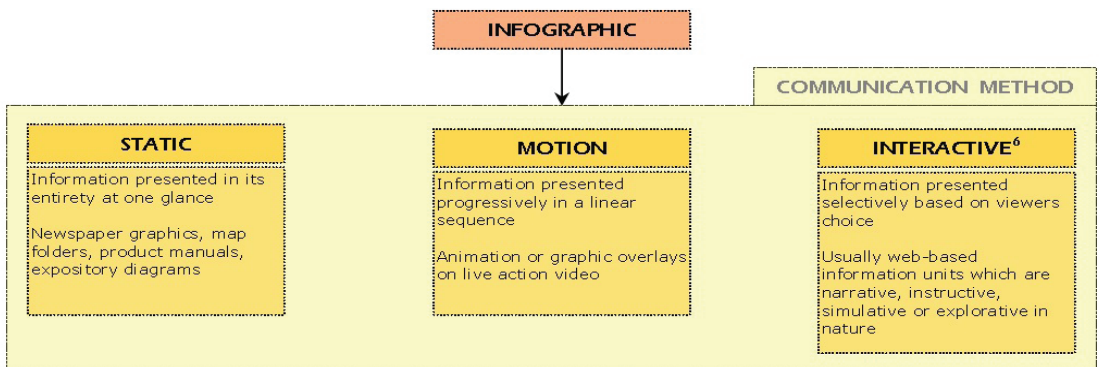 INFOGRAPHIC
COMMUNICATION METHOD
STATIC
Information presented in its
entirety at one glance
Newspaper graphics, map
folders, product manuals,
expository diagrams
MOTION
Information presented
progressively in a linear
sequence
Animation or graphic overlays
on live action video
INTERACTIVE⁶
Information presented
selectively based on viewers
choice
Usually web-based
information units which are
narrative, instructive,
simulative or explorative in
nature